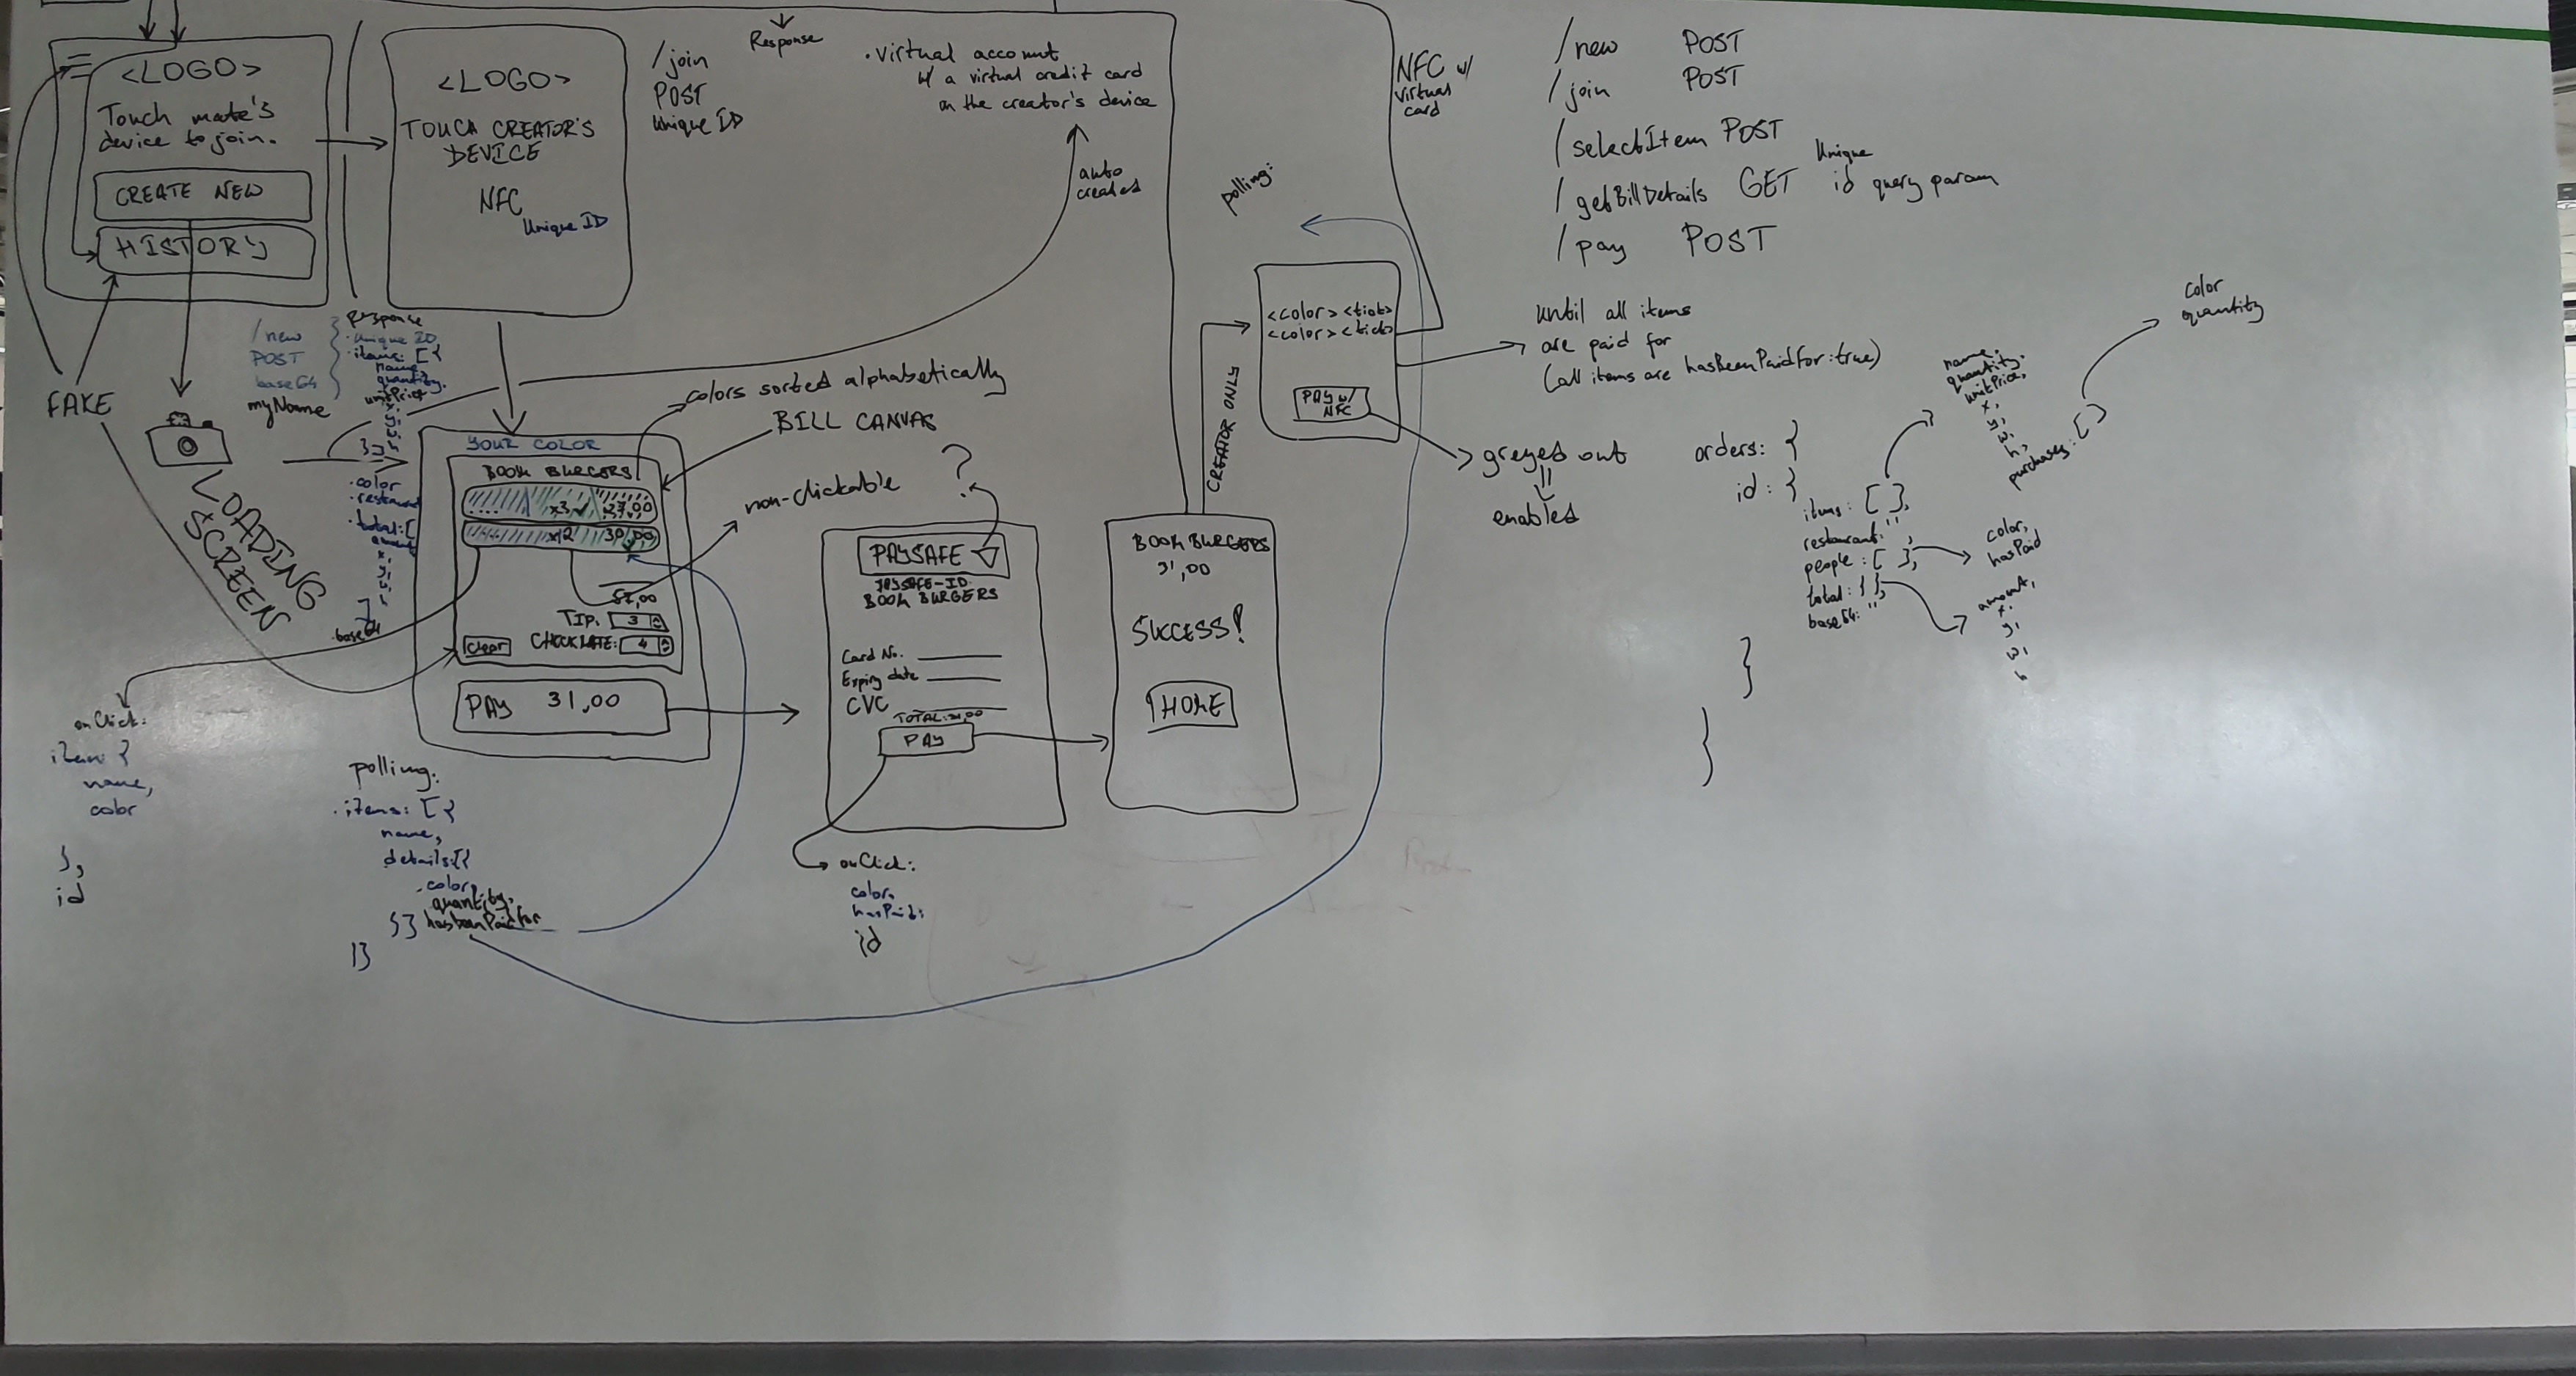 <LOGO>
Touch mate's
device to join.
CREATE NEW
HISTORY
FAKE
<LOGO>
TOUCH CREATOR'S
DEVICE
NFC
Unique ID
/join
POST
Unique ID
Response
· Virtual account
w/ a virtual credit card
on the creator's device
auto
created
/new
POST
base64
myName
Response
· Unique ID
· items: [{
name,
quantity,
unitPrice
x,
y,
· color
· total: [
x,
y,
· base64
LOADING
SCREEN
YOUR COLOR
BOOM BURGERS
x3 27,00
x12 30,00
57,00
TIP: 3
clear CHECKMATE: 4
PAY 31,00
colors sorted alphabetically
BILL CANVAS
non-clickable
?
onClick:
item: {
name,
color
},
id
polling:
· items: [{
name,
details:[{
· color,
quantity,
}] hasbeenPaidfor
}]
PAYSAFE
PAYSAFE-ID
BOOM BURGERS
Card No.
Expiry date
CVC
TOTAL: 31,00
PAY
onClick:
color,
hasPaid:
id
BOOM BURGERS
31,00
SUCCESS!
HOME
CREATOR ONLY
polling:
NFC w/
virtual
card
<color> <tick>
<color> <tick>
PAY w/
NFC
until all items
are paid for
(all items are hasBeenPaidfor:true)
greyed out
enabled
/new POST
/join POST
/selectItem POST
/getBillDetails GET Unique id query param
/pay POST
orders: {
id: {
items: [ ],
restaurant: '',
people: [ ],
total: { },
base64: ''
}
}
name,
quantity,
unitPrice,
x,
y,
w,
h,
purchases: [ ]
color
quantity
color,
hasPaid
amount,
x,
y,
w,
h